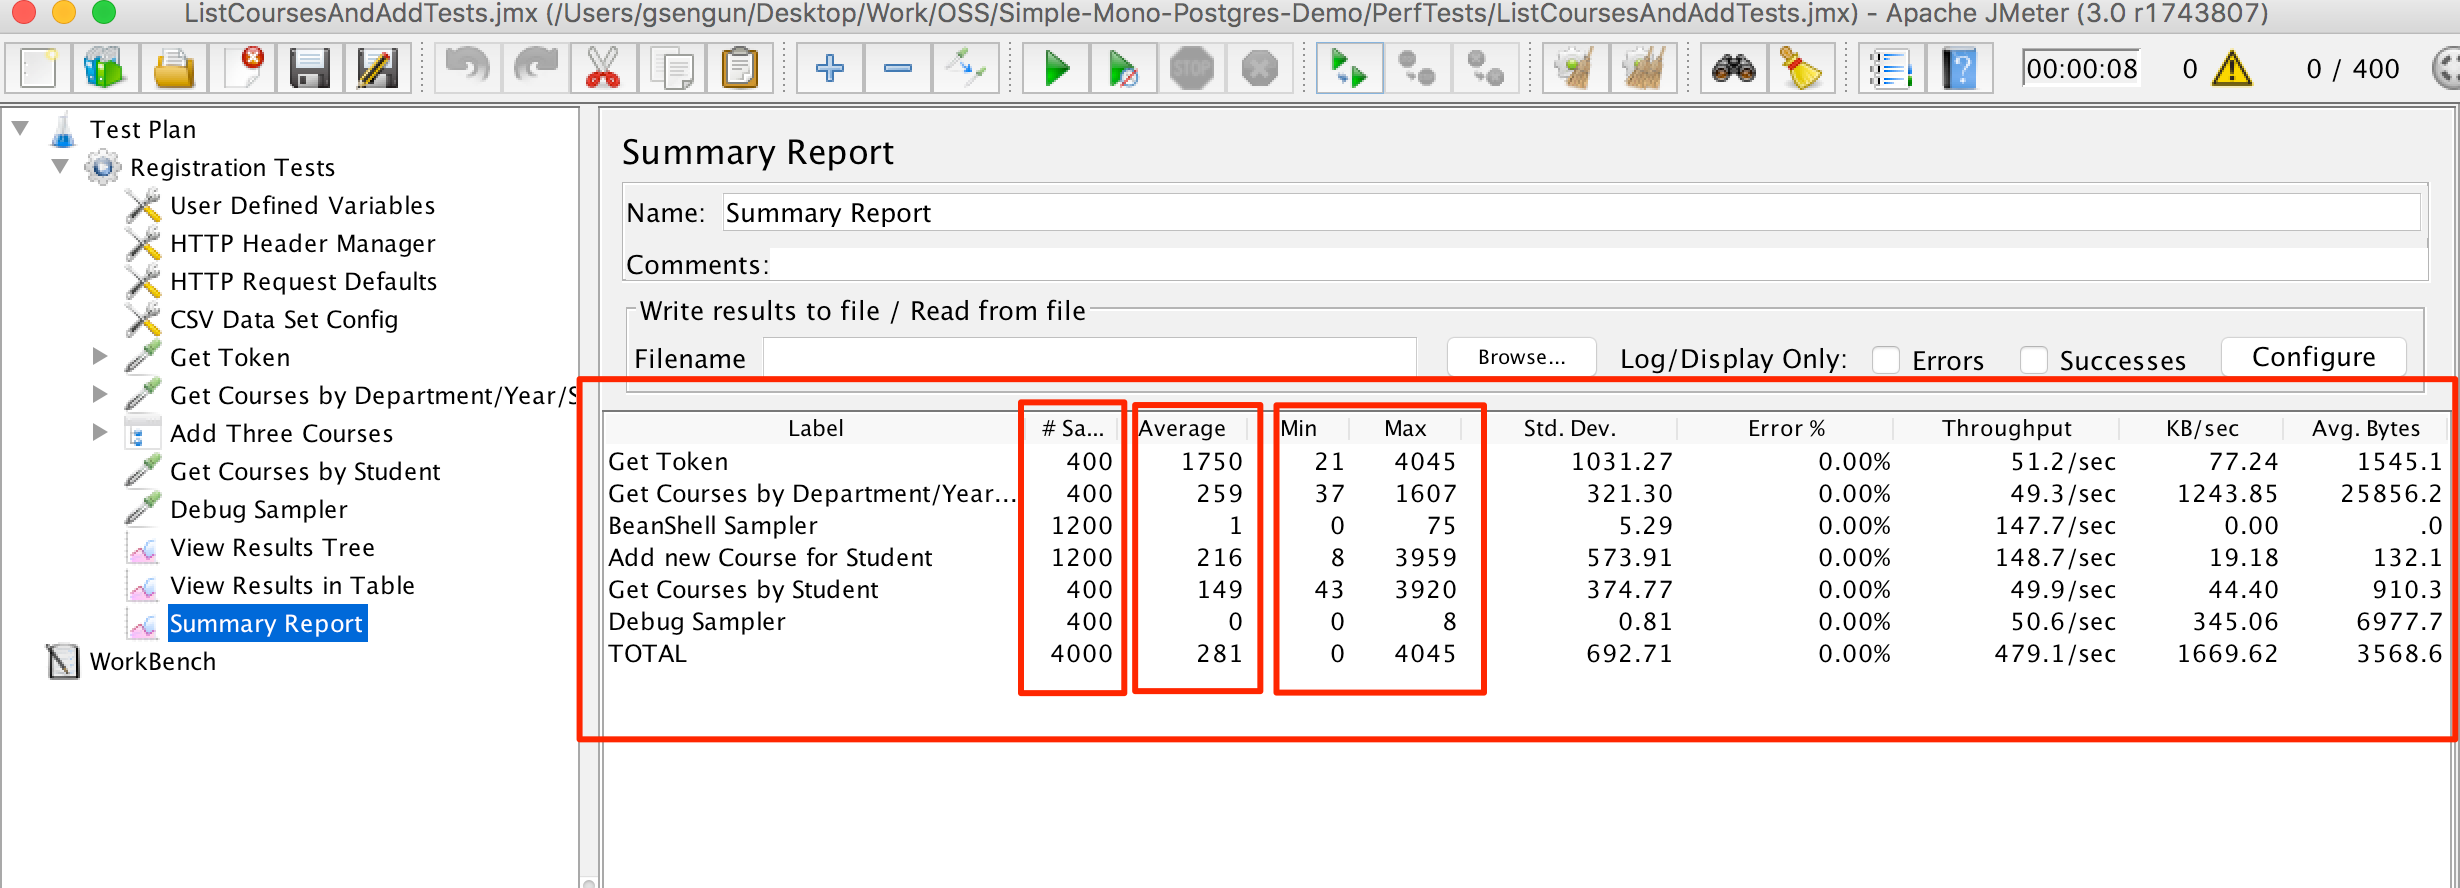 ListCoursesAndAddTests.jmx (/Users/gsengun/Desktop/Work/OSS/Simple-Mono-Postgres-Demo/PerfTests/ListCoursesAndAddTests.jmx) - Apache JMeter (3.0 r1743807)
STOP 00:00:08 0 0 / 400
Test Plan
Registration Tests
User Defined Variables
HTTP Header Manager
HTTP Request Defaults
CSV Data Set Config
Get Token
Get Courses by Department/Year/S
Add Three Courses
Get Courses by Student
Debug Sampler
View Results Tree
View Results in Table
Summary Report
WorkBench
Summary Report
Name: Summary Report
Comments:
Write results to file / Read from file
Filename Browse... Log/Display Only: Errors Successes Configure
Label # Sa... Average Min Max Std. Dev. Error % Throughput KB/sec Avg. Bytes
Get Token 400 1750 21 4045 1031.27 0.00% 51.2/sec 77.24 1545.1
Get Courses by Department/Year... 400 259 37 1607 321.30 0.00% 49.3/sec 1243.85 25856.2
BeanShell Sampler 1200 1 0 75 5.29 0.00% 147.7/sec 0.00 .0
Add new Course for Student 1200 216 8 3959 573.91 0.00% 148.7/sec 19.18 132.1
Get Courses by Student 400 149 43 3920 374.77 0.00% 49.9/sec 44.40 910.3
Debug Sampler 400 0 0 8 0.81 0.00% 50.6/sec 345.06 6977.7
TOTAL 4000 281 0 4045 692.71 0.00% 479.1/sec 1669.62 3568.6